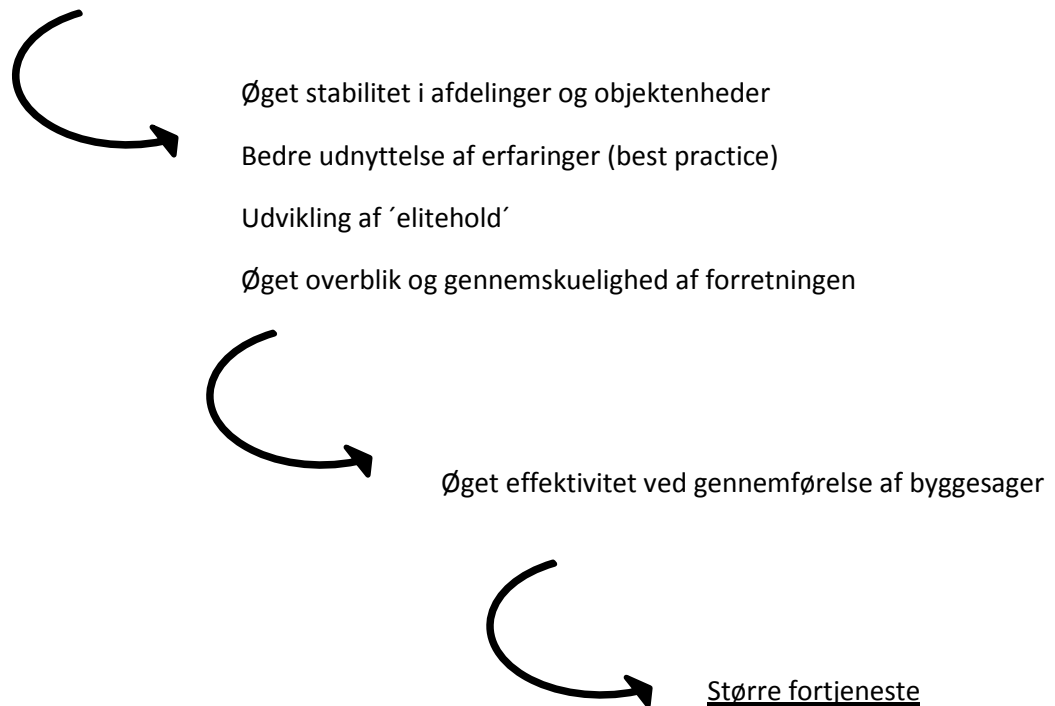 Øget stabilitet i afdelinger og objektenheder
Bedre udnyttelse af erfaringer (best practice)
Udvikling af ´elitehold´
Øget overblik og gennemskuelighed af forretningen
Øget effektivitet ved gennemførelse af byggesager
Større fortjeneste